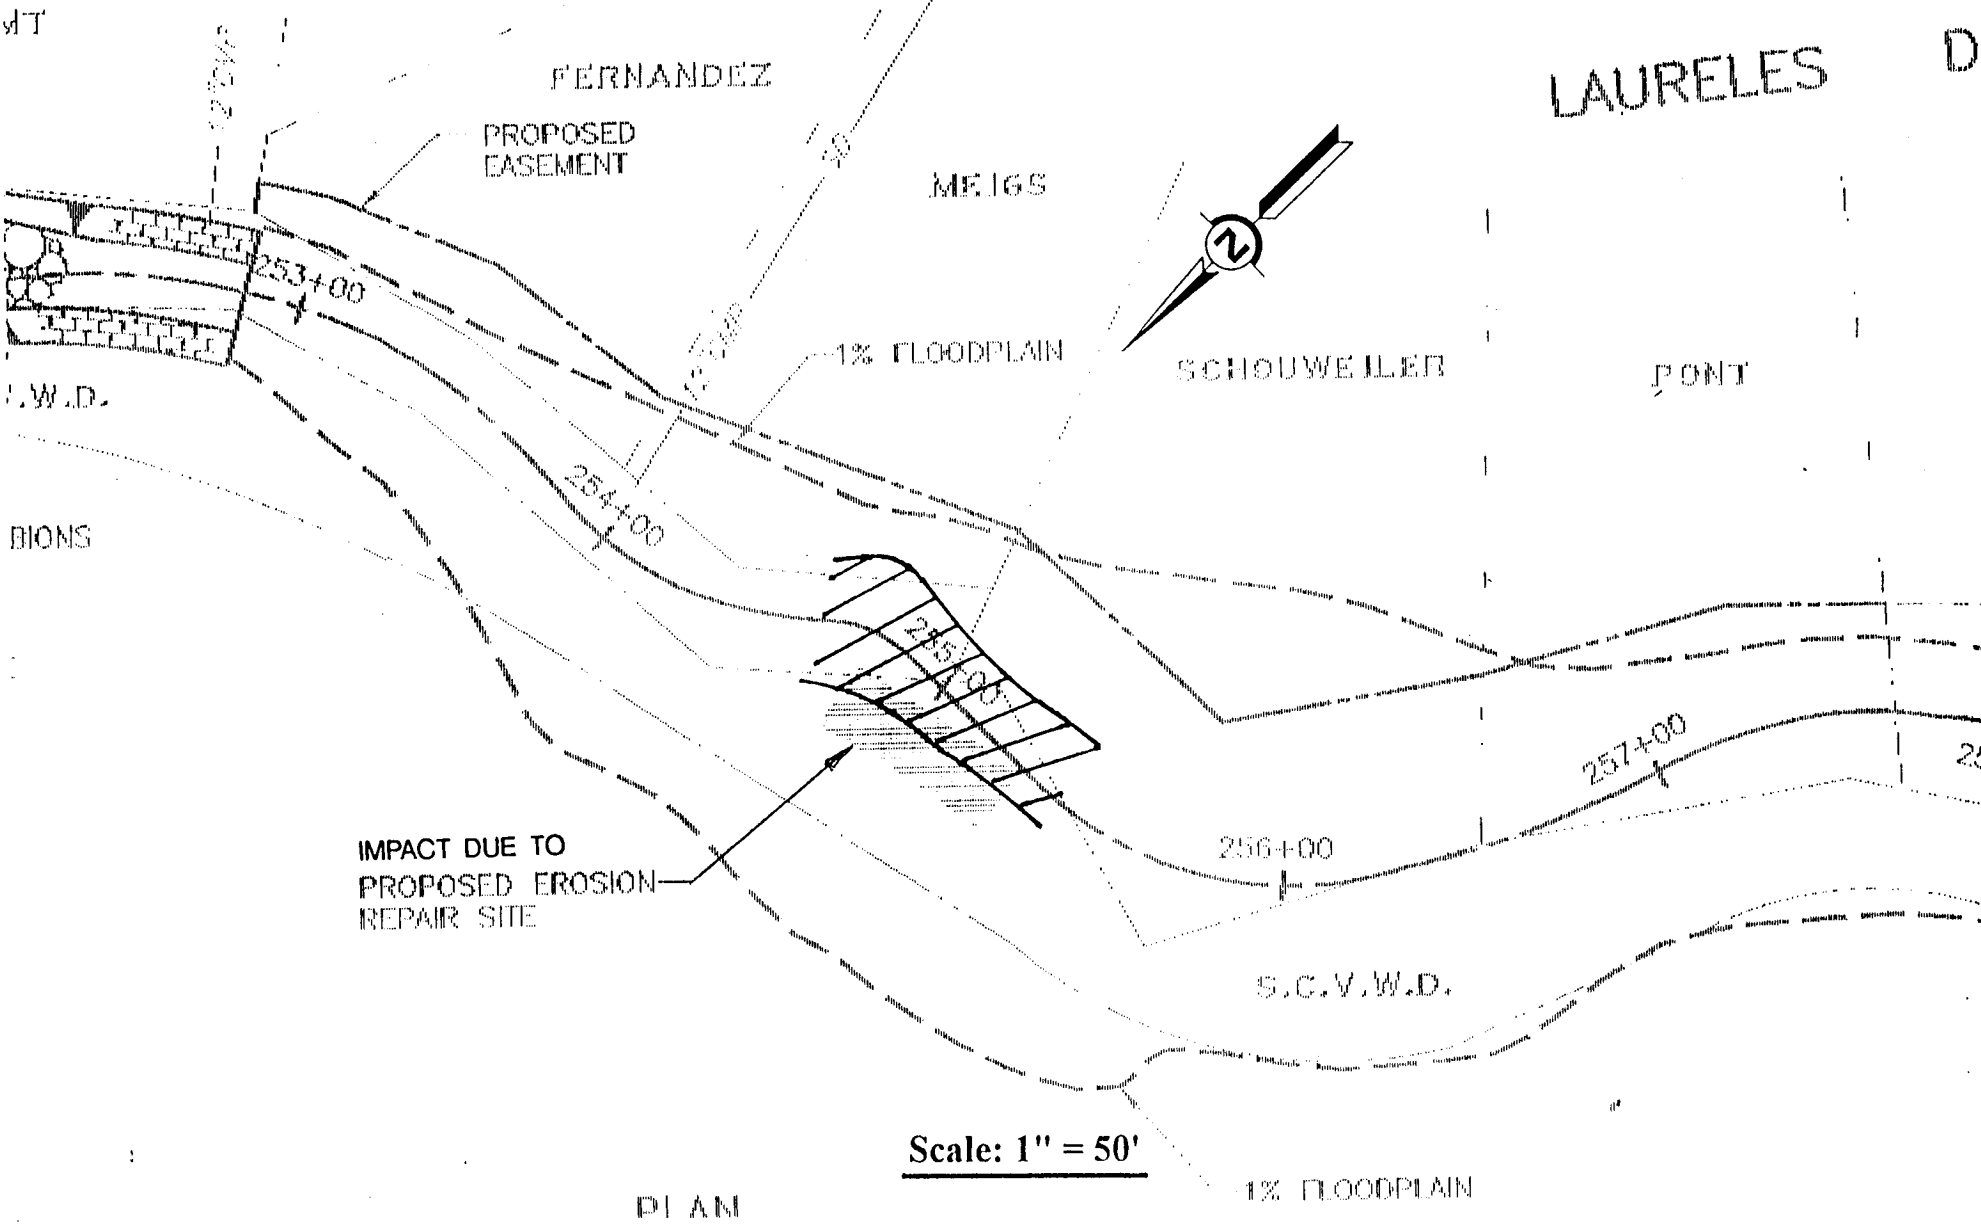 FERNANDEZ
LAURELES D
PROPOSED
EASEMENT
MEIGS
N
253+00
1% FLOODPLAIN
SCHOUWEILER
PONT
.W.D.
254+00
BIONS
255+00
257+00
25
256+00
IMPACT DUE TO
PROPOSED EROSION
REPAIR SITE
S.C.V.W.D.
Scale: 1" = 50'
1% FLOODPLAIN
PLAN